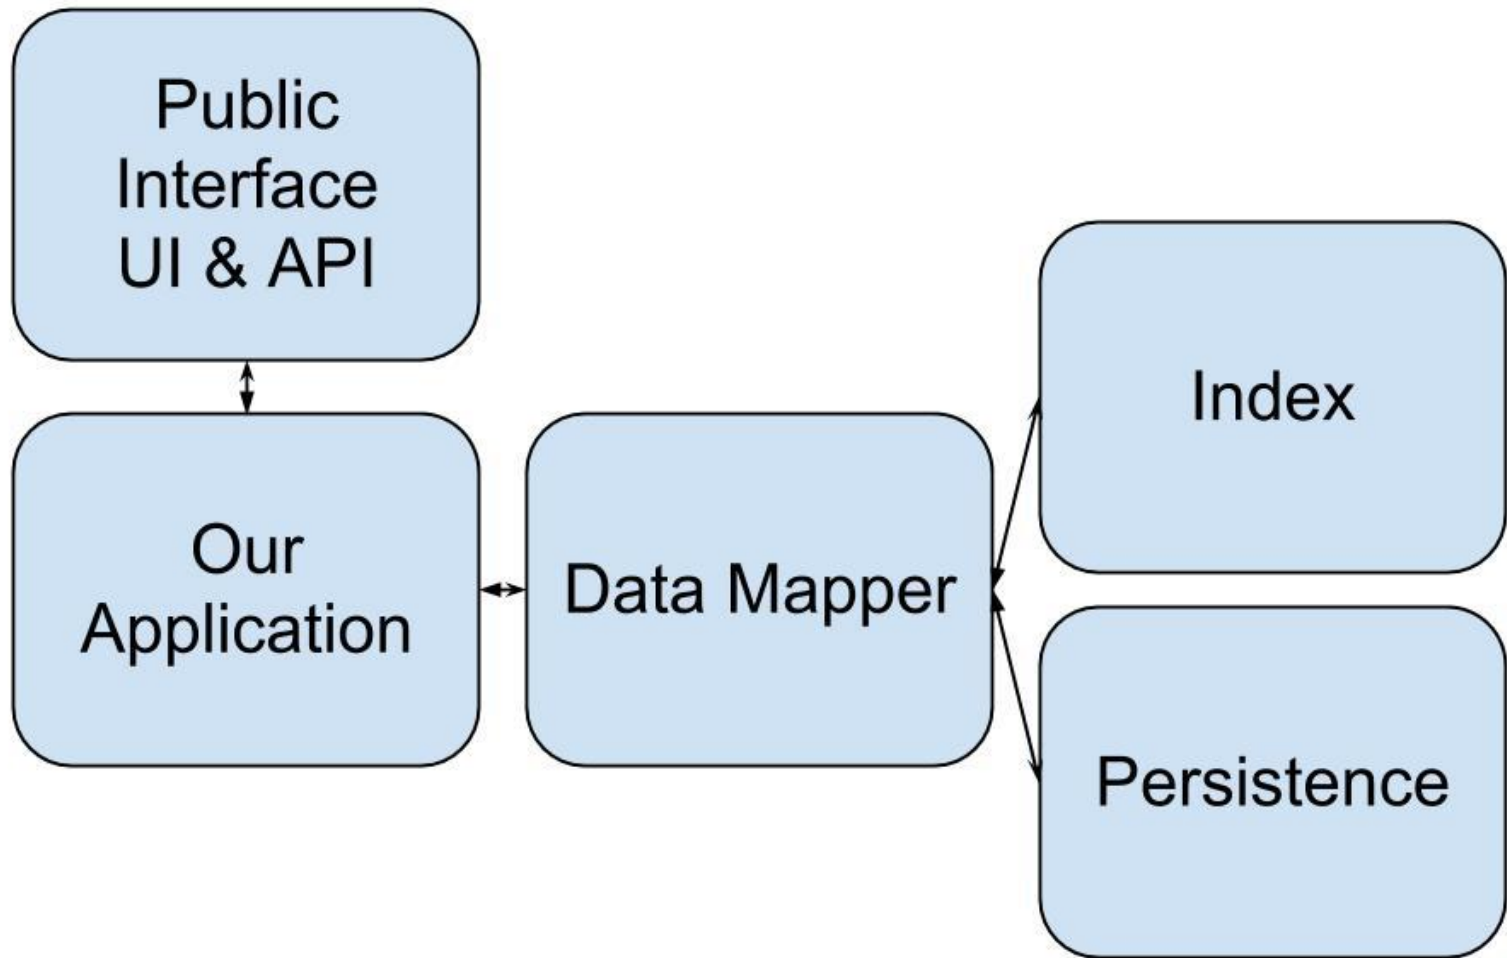 Public
Interface
UI & API
Our
Application
Data Mapper
Index
Persistence